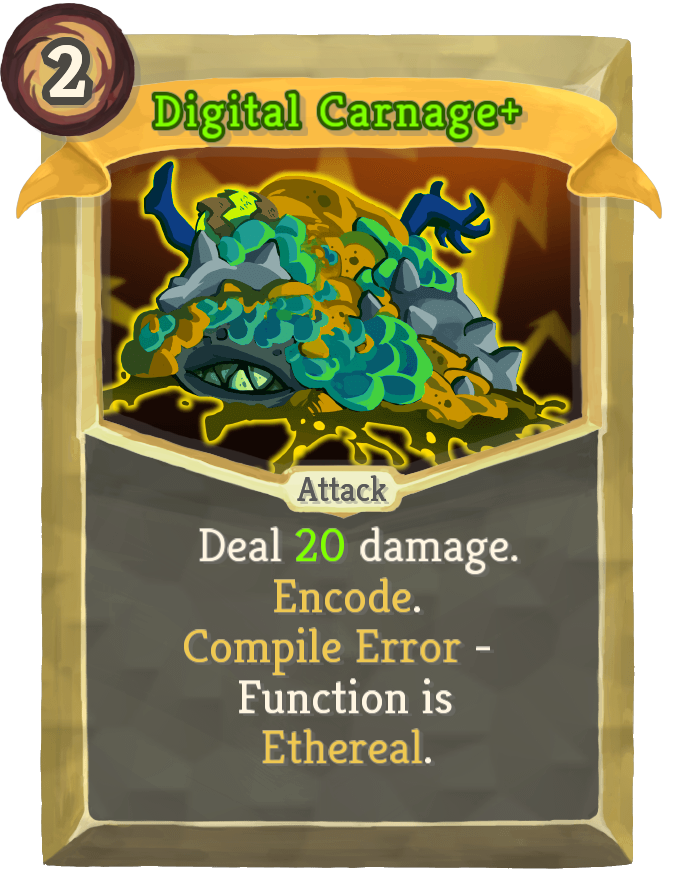 2
Digital Carnage+
Attack
Deal 20 damage.
Encode.
Compile Error -
Function is
Ethereal.